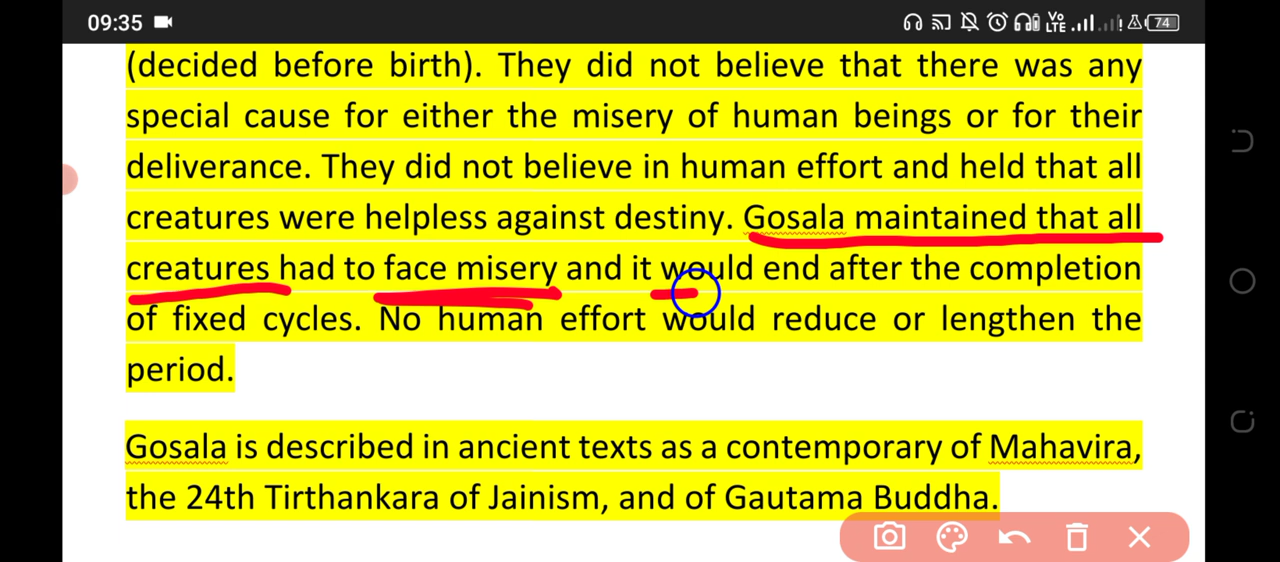 09:35 Vo LTE 74
(decided before birth). They did not believe that there was any
special cause for either the misery of human beings or for their
deliverance. They did not believe in human effort and held that all
creatures were helpless against destiny. Gosala maintained that all
creatures had to face misery and it would end after the completion
of fixed cycles. No human effort would reduce or lengthen the
period.
Gosala is described in ancient texts as a contemporary of Mahavira,
the 24th Tirthankara of Jainism, and of Gautama Buddha.